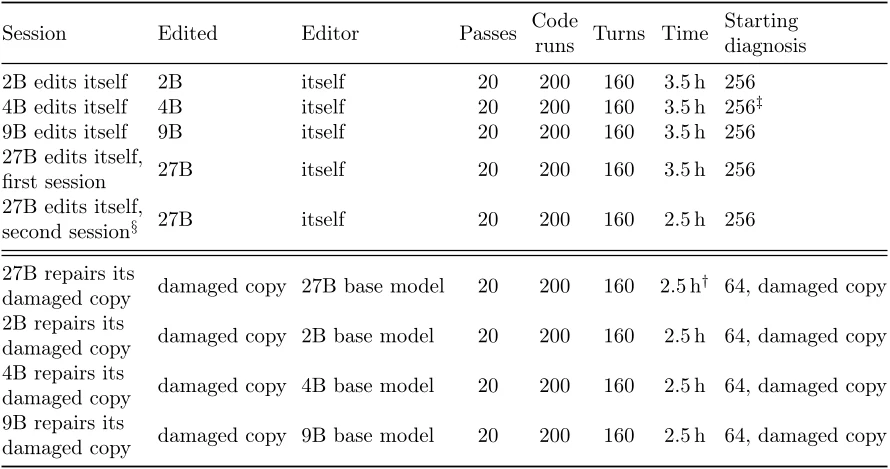 Session Edited Editor Passes Code runs Turns Time Starting diagnosis
2B edits itself 2B itself 20 200 160 3.5 h 256
4B edits itself 4B itself 20 200 160 3.5 h 256‡
9B edits itself 9B itself 20 200 160 3.5 h 256
27B edits itself, first session 27B itself 20 200 160 3.5 h 256
27B edits itself, second session§ 27B itself 20 200 160 2.5 h 256
27B repairs its damaged copy damaged copy 27B base model 20 200 160 2.5 h† 64, damaged copy
2B repairs its damaged copy damaged copy 2B base model 20 200 160 2.5 h 64, damaged copy
4B repairs its damaged copy damaged copy 4B base model 20 200 160 2.5 h 64, damaged copy
9B repairs its damaged copy damaged copy 9B base model 20 200 160 2.5 h 64, damaged copy